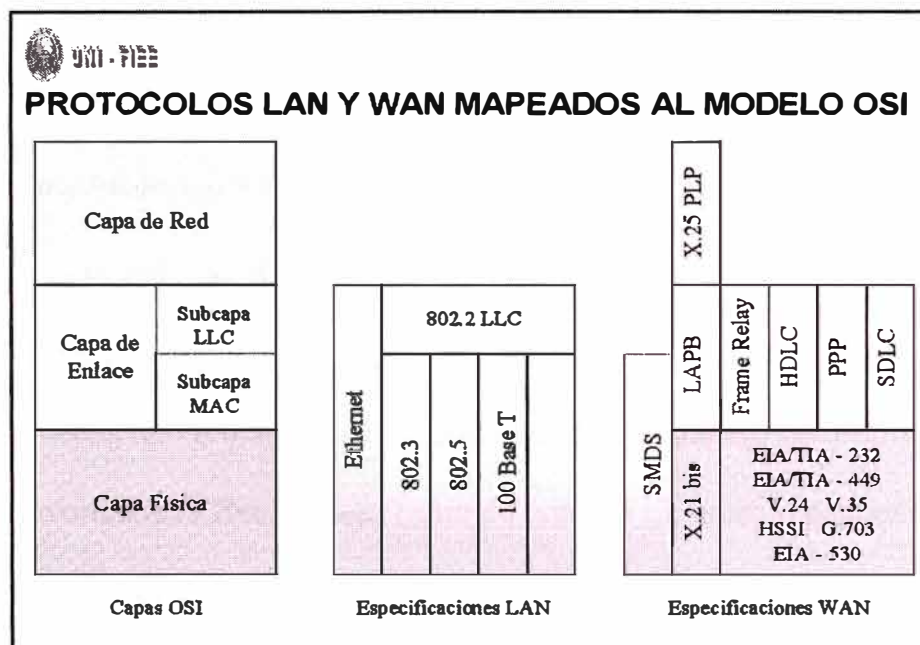 UNI - FIEE
PROTOCOLOS LAN Y WAN MAPEADOS AL MODELO OSI
Capa de Red
Capa de
Enlace
Subcapa
LLC
Subcapa
MAC
Capa Física
Capas OSI
Ethernet
802.2 LLC
802.3
802.5
100 Base T
Especificaciones LAN
X.25 PLP
LAPB
Frame Relay
HDLC
PPP
SDLC
SMDS
X.21 bis
EIA/TIA - 232
EIA/TIA - 449
V.24 V.35
HSSI G.703
EIA - 530
Especificaciones WAN